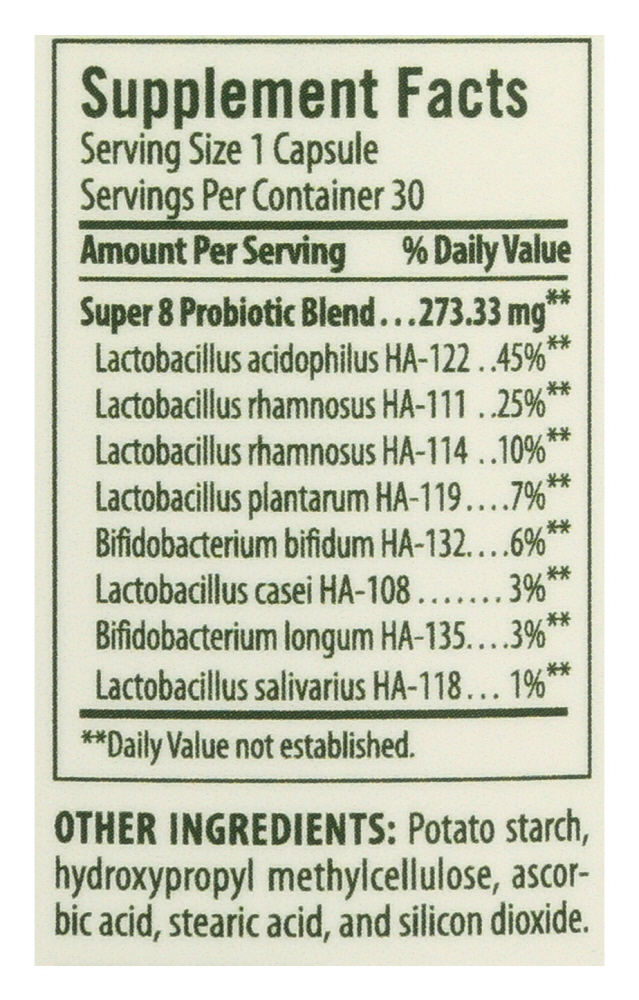 Supplement Facts
Serving Size 1 Capsule
Servings Per Container 30
Amount Per Serving % Daily Value
Super 8 Probiotic Blend...273.33 mg**
Lactobacillus acidophilus HA-122 ..45%**
Lactobacillus rhamnosus HA-111 ..25%**
Lactobacillus rhamnosus HA-114 ..10%**
Lactobacillus plantarum HA-119....7%**
Bifidobacterium bifidum HA-132....6%**
Lactobacillus casei HA-108 ....... 3%**
Bifidobacterium longum HA-135....3%**
Lactobacillus salivarius HA-118... 1%**
**Daily Value not established.
OTHER INGREDIENTS: Potato starch,
hydroxypropyl methylcellulose, ascor-
bic acid, stearic acid, and silicon dioxide.